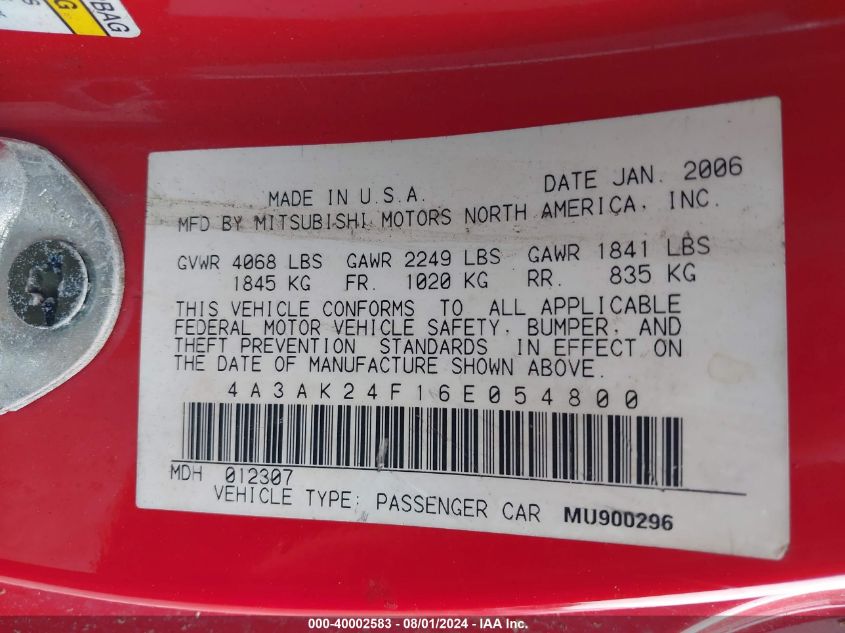 BAG
MADE IN U.S.A. DATE JAN. 2006
MFD BY MITSUBISHI MOTORS NORTH AMERICA, INC.
GVWR 4068 LBS GAWR 2249 LBS GAWR 1841 LBS
1845 KG FR. 1020 KG RR. 835 KG
THIS VEHICLE CONFORMS TO ALL APPLICABLE
FEDERAL MOTOR VEHICLE SAFETY, BUMPER, AND
THEFT PREVENTION STANDARDS IN EFFECT ON
THE DATE OF MANUFACTURE SHOWN ABOVE.
4A3AK24F16E054800
MDH 012307
VEHICLE TYPE: PASSENGER CAR MU900296
000-40002583 - 08/01/2024 - IAA Inc.